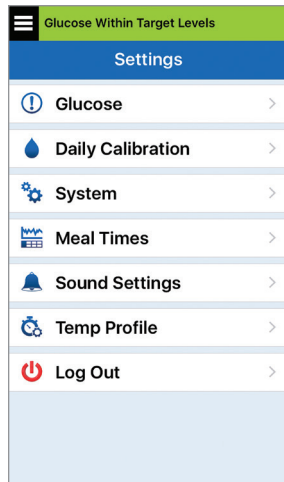 Glucose Within Target Levels
Settings
Glucose
Daily Calibration
System
Meal Times
Sound Settings
Temp Profile
Log Out